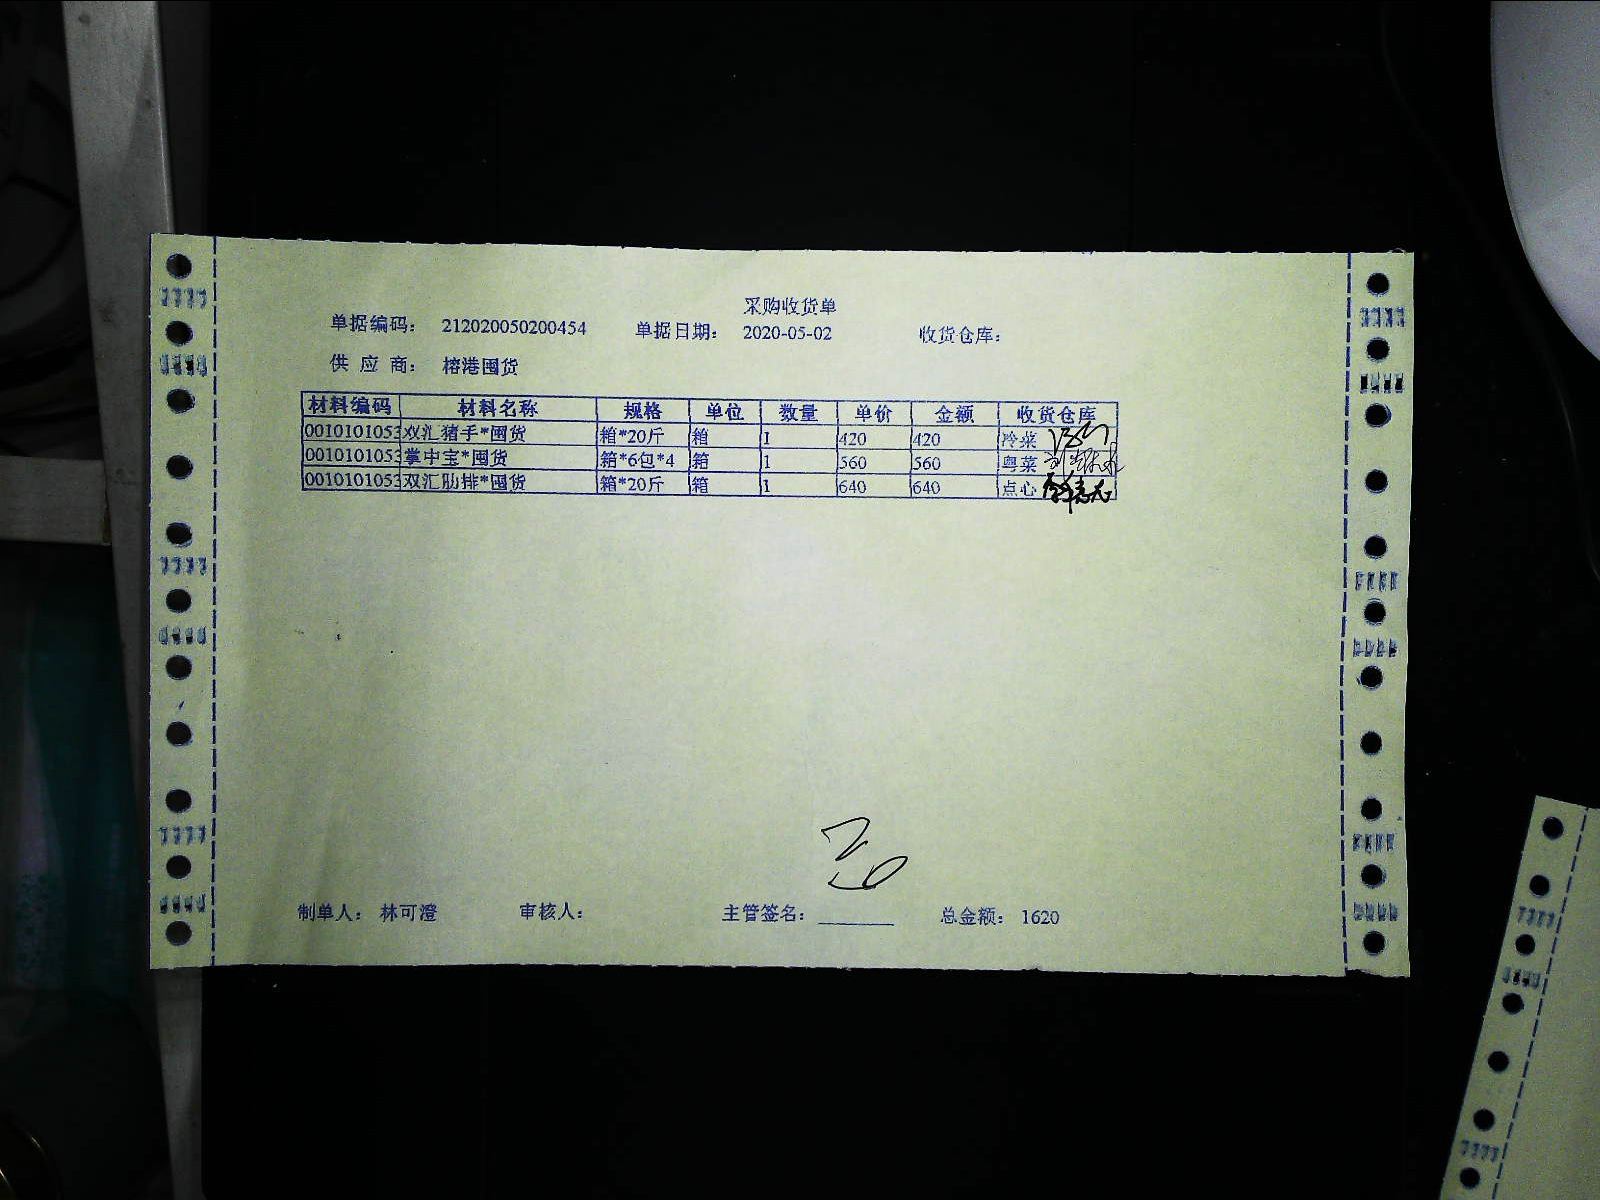 采购收货单
单据编码: 212020050200454 单据日期: 2020-05-02 收货仓库:
供 应 商: 榕港囤货
材料编码 材料名称 规格 单位 数量 单价 金额 收货仓库
0010101053 双汇猪手*囤货 箱*20斤 箱 1 420 420 冷菜
0010101053 掌中宝*囤货 箱*6包*4 箱 1 560 560 粤菜
0010101053 双汇肋排*囤货 箱*20斤 箱 1 640 640 点心
制单人: 林可澄 审核人: 主管签名: 总金额: 1620